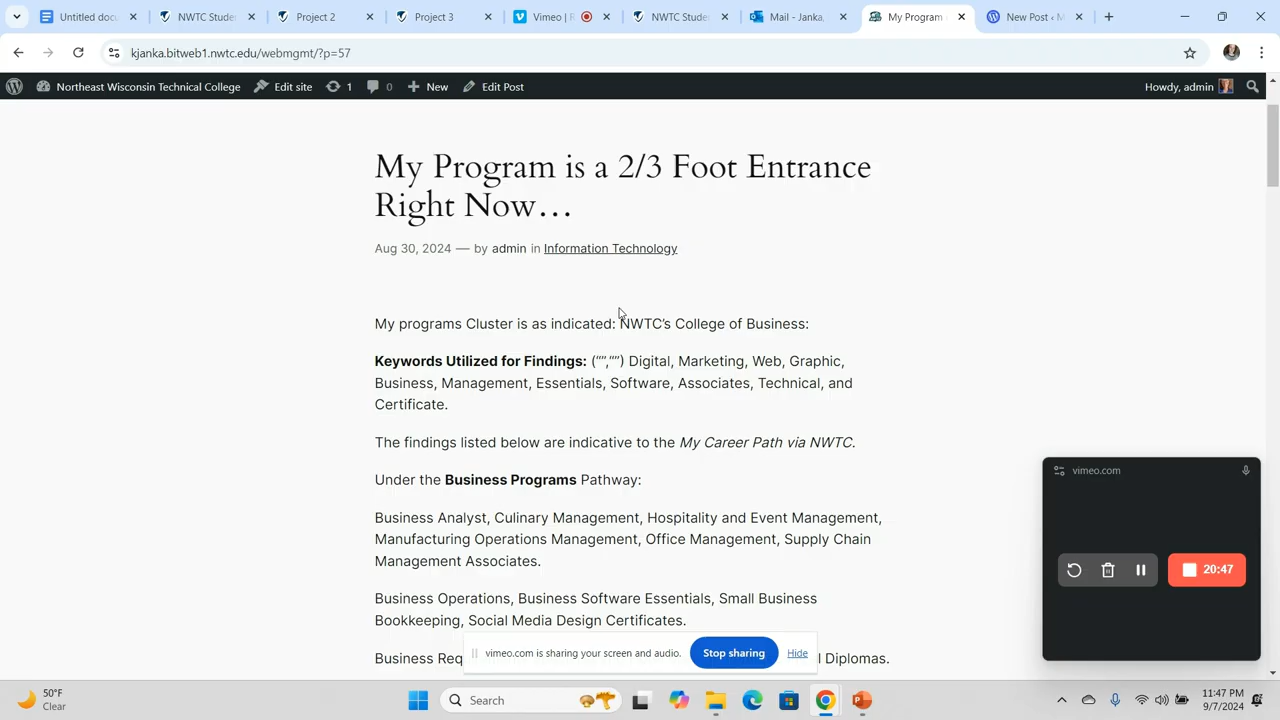 Untitled docum
NWTC Stude
Project 2
Project 3
Vimeo | R
NWTC Stude
Mail - Janka,
My Program
New Post ‹ M
kjanka.bitweb1.nwtc.edu/webmgmt/?p=57
Northeast Wisconsin Technical College
Edit site
1
0
New
Edit Post
Howdy, admin
My Program is a 2/3 Foot Entrance
Right Now…
Aug 30, 2024 — by admin in Information Technology
My programs Cluster is as indicated: NWTC’s College of Business:
Keywords Utilized for Findings: (“”,“”) Digital, Marketing, Web, Graphic,
Business, Management, Essentials, Software, Associates, Technical, and
Certificate.
The findings listed below are indicative to the My Career Path via NWTC.
Under the Business Programs Pathway:
Business Analyst, Culinary Management, Hospitality and Event Management,
Manufacturing Operations Management, Office Management, Supply Chain
Management Associates.
Business Operations, Business Software Essentials, Small Business
Bookkeeping, Social Media Design Certificates.
Business Req
l Diplomas.
vimeo.com
20:47
vimeo.com is sharing your screen and audio.
Stop sharing
Hide
50°F
Clear
Search
11:47 PM
9/7/2024